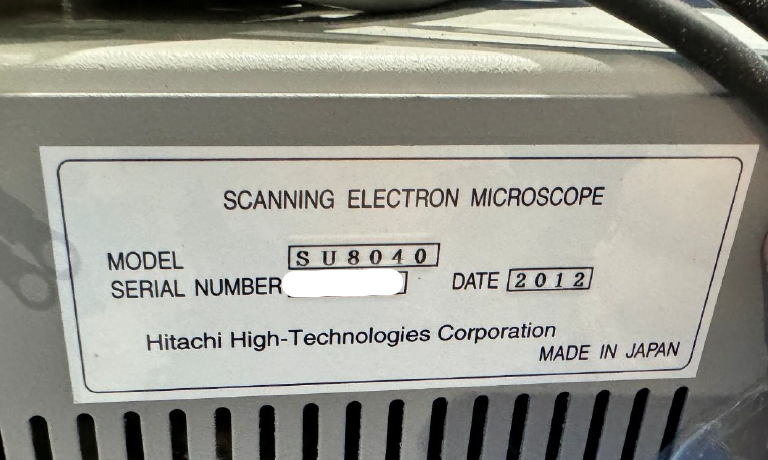 SCANNING ELECTRON MICROSCOPE
MODEL SU8040
SERIAL NUMBER DATE 2012
Hitachi High-Technologies Corporation
MADE IN JAPAN